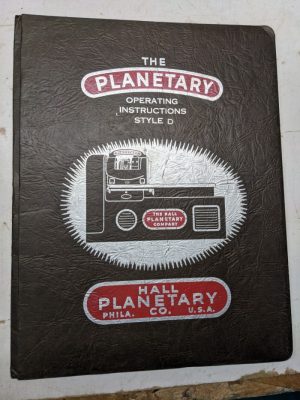 THE
PLANETARY
OPERATING
INSTRUCTIONS
STYLE D
THE HALL
PLANETARY
COMPANY
HALL
PLANETARY
PHILA. CO. U.S.A.